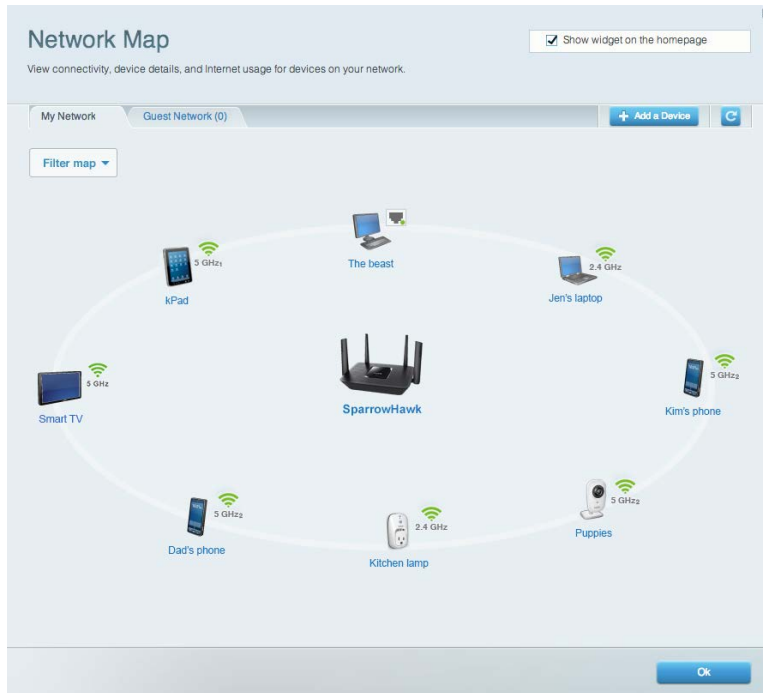 Network Map
Show widget on the homepage
View connectivity, device details, and Internet usage for devices on your network.
My Network
Guest Network (0)
Add a Device
Filter map
The beast
5 GHz1
kPad
2.4 GHz
Jen's laptop
5 GHz
Smart TV
SparrowHawk
5 GHz2
Kim's phone
5 GHz2
Dad's phone
2.4 GHz
Kitchen lamp
5 GHz2
Puppies
Ok